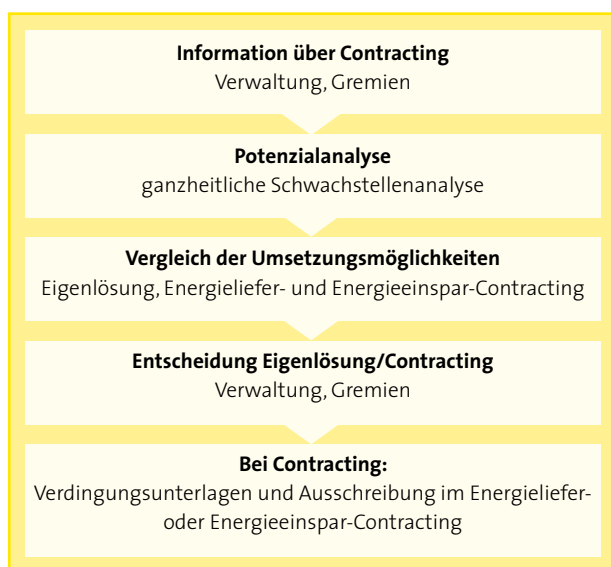 Information über Contracting
Verwaltung, Gremien
Potenzialanalyse
ganzheitliche Schwachstellenanalyse
Vergleich der Umsetzungsmöglichkeiten
Eigenlösung, Energieliefer- und Energieeinspar-Contracting
Entscheidung Eigenlösung/Contracting
Verwaltung, Gremien
Bei Contracting:
Verdingungsunterlagen und Ausschreibung im Energieliefer-
oder Energieeinspar-Contracting